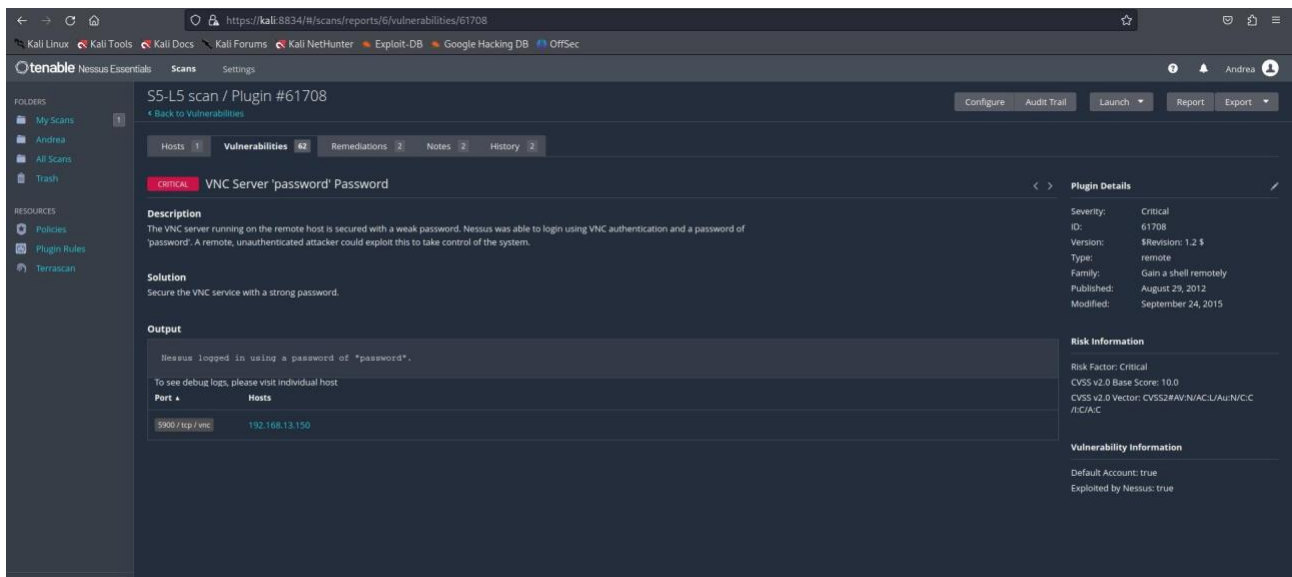 https://kali:8834/#/scans/reports/6/vulnerabilities/61708
Kali Linux Kali Tools Kali Docs Kali Forums Kali NetHunter Exploit-DB Google Hacking DB OffSec
tenable Nessus Essentials Scans Settings Andrea
FOLDERS
My Scans 1
Andrea
All Scans
Trash
RESOURCES
Policies
Plugin Rules
Terrascan
S5-L5 scan / Plugin #61708
Back to Vulnerabilities
Configure Audit Trail Launch Report Export
Hosts 1 Vulnerabilities 62 Remediations 2 Notes 2 History 2
CRITICAL VNC Server 'password' Password
Description
The VNC server running on the remote host is secured with a weak password. Nessus was able to login using VNC authentication and a password of
'password'. A remote, unauthenticated attacker could exploit this to take control of the system.
Solution
Secure the VNC service with a strong password.
Output
Nessus logged in using a password of "password".
To see debug logs, please visit individual host
Port Hosts
5900 / tcp / vnc 192.168.13.150
Plugin Details
Severity: Critical
ID: 61708
Version: $Revision: 1.2 $
Type: remote
Family: Gain a shell remotely
Published: August 29, 2012
Modified: September 24, 2015
Risk Information
Risk Factor: Critical
CVSS v2.0 Base Score: 10.0
CVSS v2.0 Vector: CVSS2#AV:N/AC:L/Au:N/C:C
/I:C/A:C
Vulnerability Information
Default Account: true
Exploited by Nessus: true